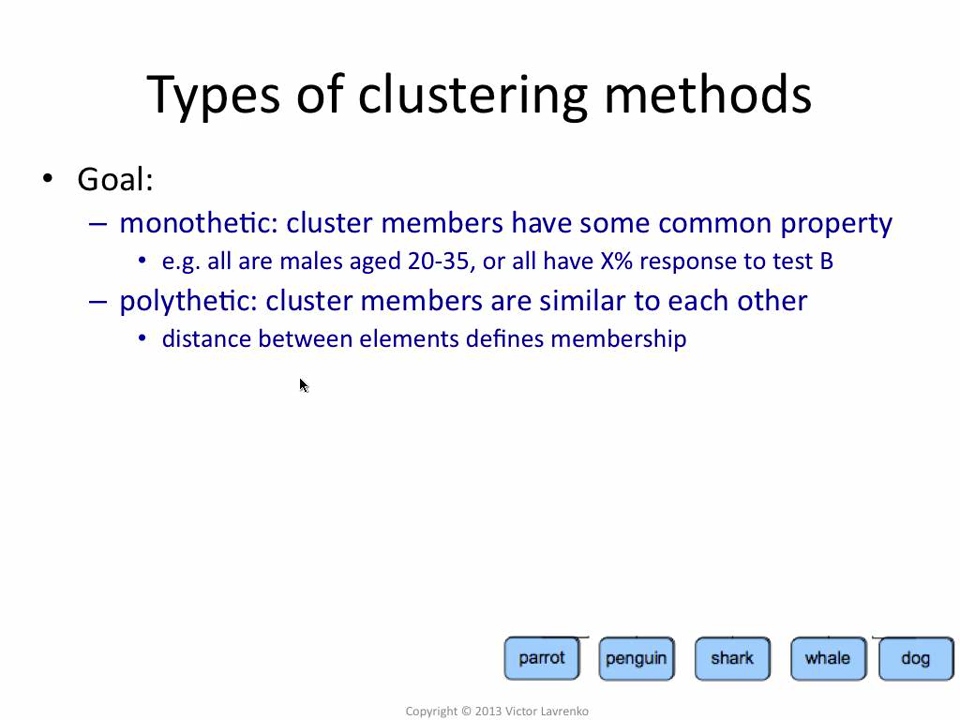 Types of clustering methods
• Goal:
– monothetic: cluster members have some common property
• e.g. all are males aged 20-35, or all have X% response to test B
– polythetic: cluster members are similar to each other
• distance between elements defines membership
parrot penguin shark whale dog
Copyright © 2013 Victor Lavrenko